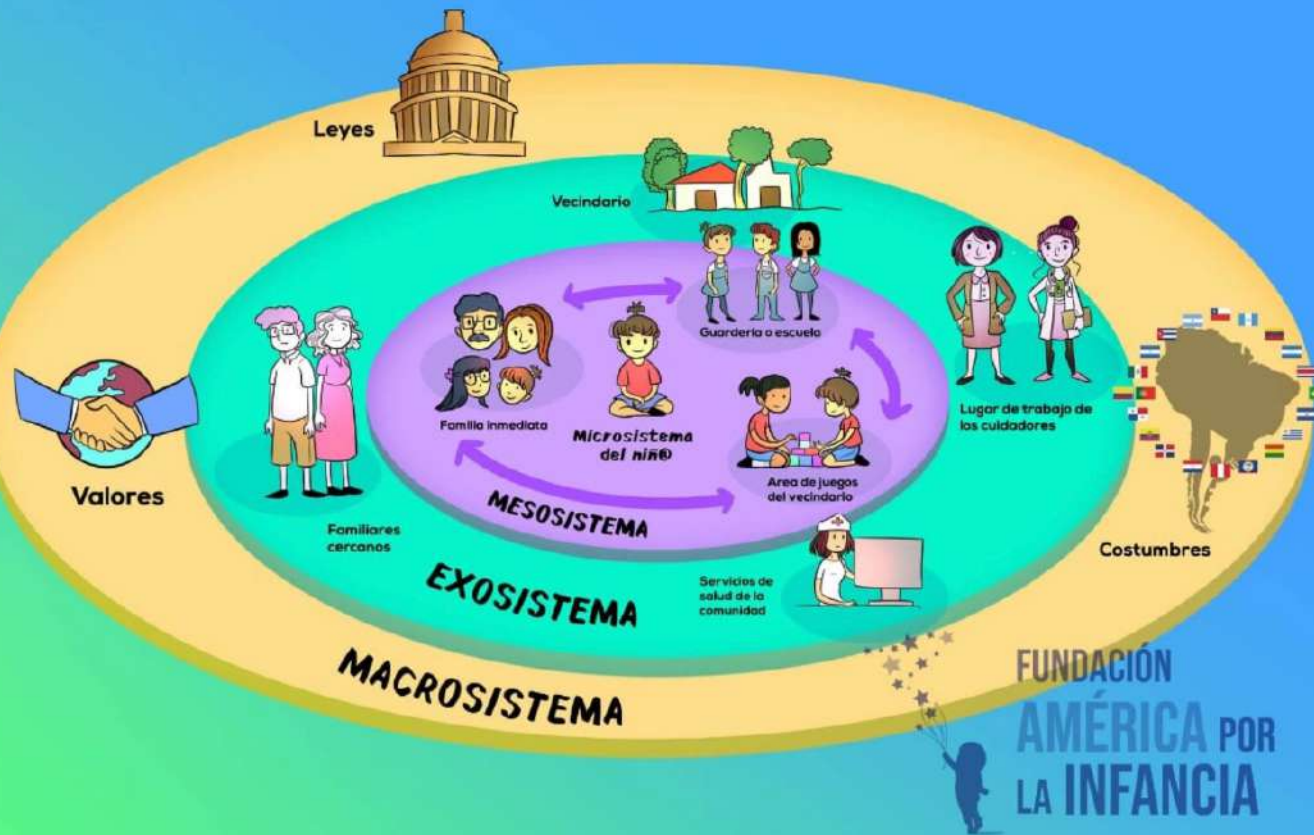 Leyes
Vecindario
Guardería o escuela
Familia inmediata
Microsistema
del niñ@
Lugar de trabajo de
los cuidadores
Area de juegos
del vecindario
Valores
MESOSISTEMA
Familiares
cercanos
Costumbres
EXOSISTEMA
Servicios de
salud de la
comunidad
MACROSISTEMA
FUNDACIÓN
AMÉRICA POR
LA INFANCIA